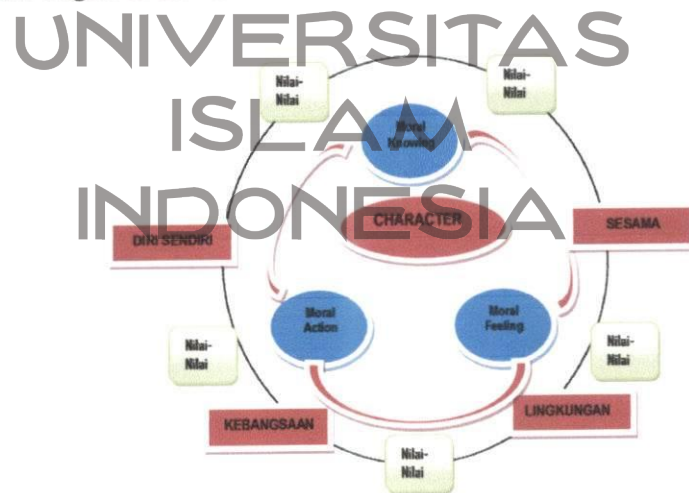 UNIVERSITAS
ISLAM
INDONESIA
Nilai-
Nilai
Nilai-
Nilai
Moral
Knowing
CHARACTER
DIRI SENDIRI
SESAMA
Moral
Action
Moral
Feeling
Nilai-
Nilai
Nilai-
Nilai
KEBANGSAAN
LINGKUNGAN
Nilai-
Nilai